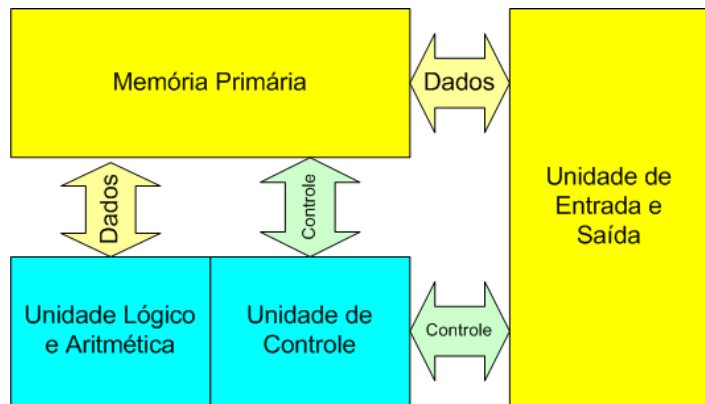 Memória Primária
Dados
Unidade de
Entrada e
Saída
Dados
Controle
Unidade Lógico
e Aritmética
Unidade de
Controle
Controle